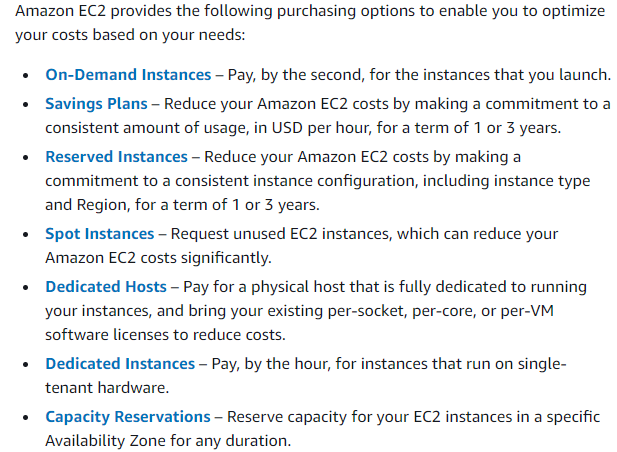 Amazon EC2 provides the following purchasing options to enable you to optimize
your costs based on your needs:
• On-Demand Instances – Pay, by the second, for the instances that you launch.
• Savings Plans – Reduce your Amazon EC2 costs by making a commitment to a
consistent amount of usage, in USD per hour, for a term of 1 or 3 years.
• Reserved Instances – Reduce your Amazon EC2 costs by making a
commitment to a consistent instance configuration, including instance type
and Region, for a term of 1 or 3 years.
• Spot Instances – Request unused EC2 instances, which can reduce your
Amazon EC2 costs significantly.
• Dedicated Hosts – Pay for a physical host that is fully dedicated to running
your instances, and bring your existing per-socket, per-core, or per-VM
software licenses to reduce costs.
• Dedicated Instances – Pay, by the hour, for instances that run on single-
tenant hardware.
• Capacity Reservations – Reserve capacity for your EC2 instances in a specific
Availability Zone for any duration.